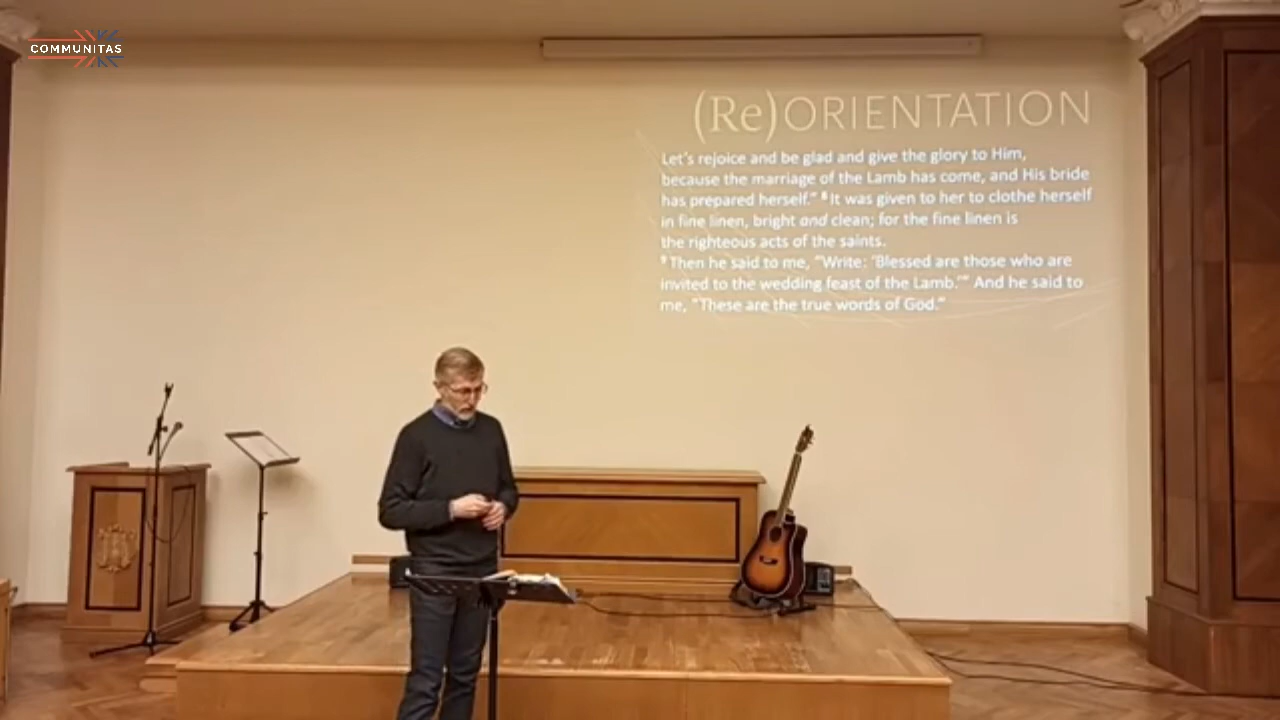 COMMUNITAS
(Re)ORIENTATION
Let's rejoice and be glad and give the glory to Him,
because the marriage of the Lamb has come, and His bride
has prepared herself." 8 It was given to her to clothe herself
in fine linen, bright and clean; for the fine linen is
the righteous acts of the saints.
9 Then he said to me, "Write: 'Blessed are those who are
invited to the wedding feast of the Lamb.'" And he said to
me, "These are the true words of God."